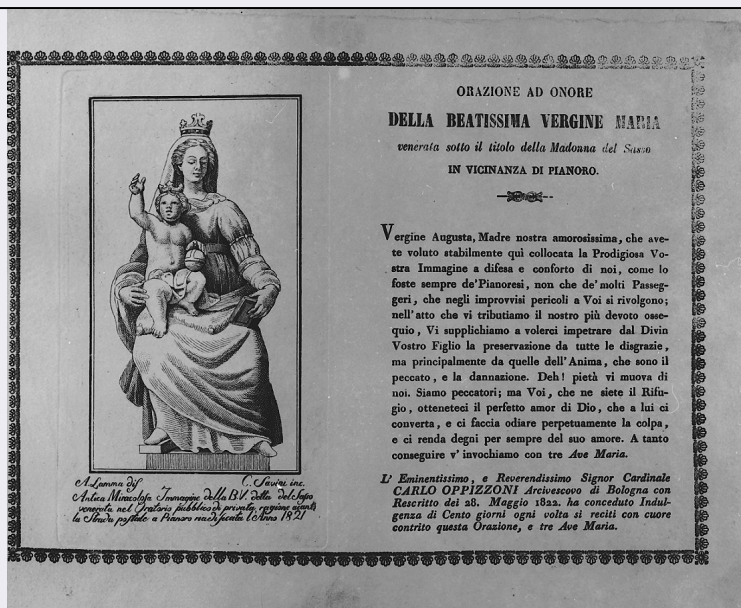 A. Lamma dis.
C. Savini inc.
Antica Miracolosa Immagine della B.V. detta del Sasso
venerata nel Oratorio pubblico di privata ragione avanti
la Strada postale a Pianoro riedificata l'Anno 1821
ORAZIONE AD ONORE
DELLA BEATISSIMA VERGINE MARIA
venerata sotto il titolo della Madonna del Sasso
IN VICINANZA DI PIANORO.
Vergine Augusta, Madre nostra amorosissima, che ave-
te voluto stabilmente quì collocata la Prodigiosa Vo-
stra Immagine a difesa e conforto di noi, come lo
foste sempre de'Pianoresi, non che de'molti Passeg-
geri, che negli improvvisi pericoli a Voi si rivolgono;
nell'atto che vi tributiamo il nostro più devoto osse-
quio, Vi supplichiamo a volerci impetrare dal Divin
Vostro Figlio la preservazione da tutte le disgrazie,
ma principalmente da quelle dell'Anima, che sono il
peccato, e la dannazione. Deh! pietà vi muova di
noi. Siamo peccatori; ma Voi, che ne siete il Rifu-
gio, otteneteci il perfetto amor di Dio, che a lui ci
converta, e ci faccia odiare perpetuamente la colpa,
e ci renda degni per sempre del suo amore. A tanto
conseguire v'invochiamo con tre Ave Maria.
L' Eminentissimo, e Reverendissimo Signor Cardinale
CARLO OPPIZZONI Arcivescovo di Bologna con
Rescritto dei 28. Maggio 1822. ha conceduto Indul-
genza di Cento giorni ogni volta si reciti con cuore
contrito questa Orazione, e tre Ave Maria.